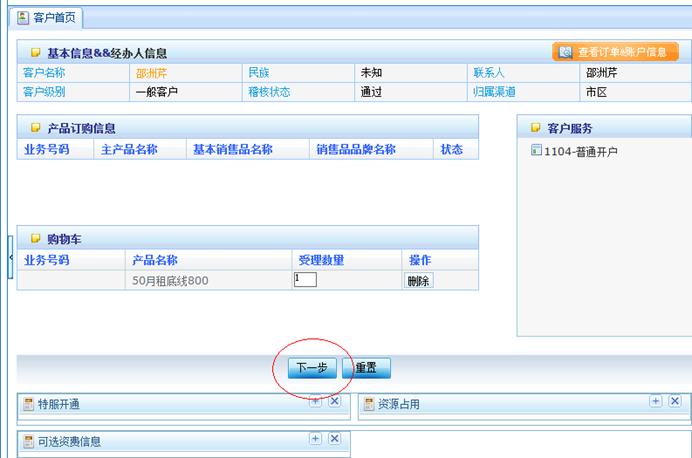 客户首页
基本信息&&经办人信息 查看订单&账户信息
客户名称 邵洲芹 民族 未知 联系人 邵洲芹
客户级别 一般客户 稽核状态 通过 归属渠道 市区
产品订购信息 客户服务
业务号码 主产品名称 基本销售品名称 销售品品牌名称 状态
1104-普通开户
购物车
业务号码 产品名称 受理数量 操作
50月租底线800 1 删除
下一步 重置
特服开通 资源占用
可选资费信息